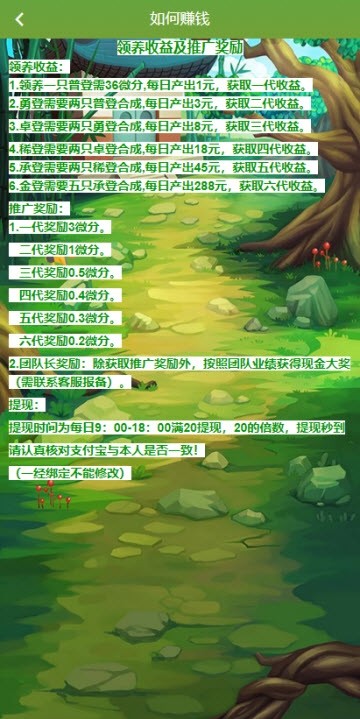 如何赚钱
领养收益及推广奖励
领养收益：
1.领养一只普登需36微分,每日产出1元，获取一代收益。
2.勇登需要两只普登合成,每日产出3元，获取二代收益。
3.卓登需要两只勇登合成,每日产出8元，获取三代收益。
4.稀登需要两只卓登合成,每日产出18元，获取四代收益。
5.承登需要两只稀登合成,每日产出45元，获取五代收益。
6.金登需要五只承登合成,每日产出288元，获取六代收益。
推广奖励：
1.一代奖励3微分。
二代奖励1微分。
三代奖励0.5微分。
四代奖励0.4微分。
五代奖励0.3微分。
六代奖励0.2微分。
2.团队长奖励：除获取推广奖励外，按照团队业绩获得现金大奖
（需联系客服报备）。
提现：
提现时间为每日9：00-18：00满20提现，20的倍数，提现秒到
请认真核对支付宝与本人是否一致！
（一经绑定不能修改）